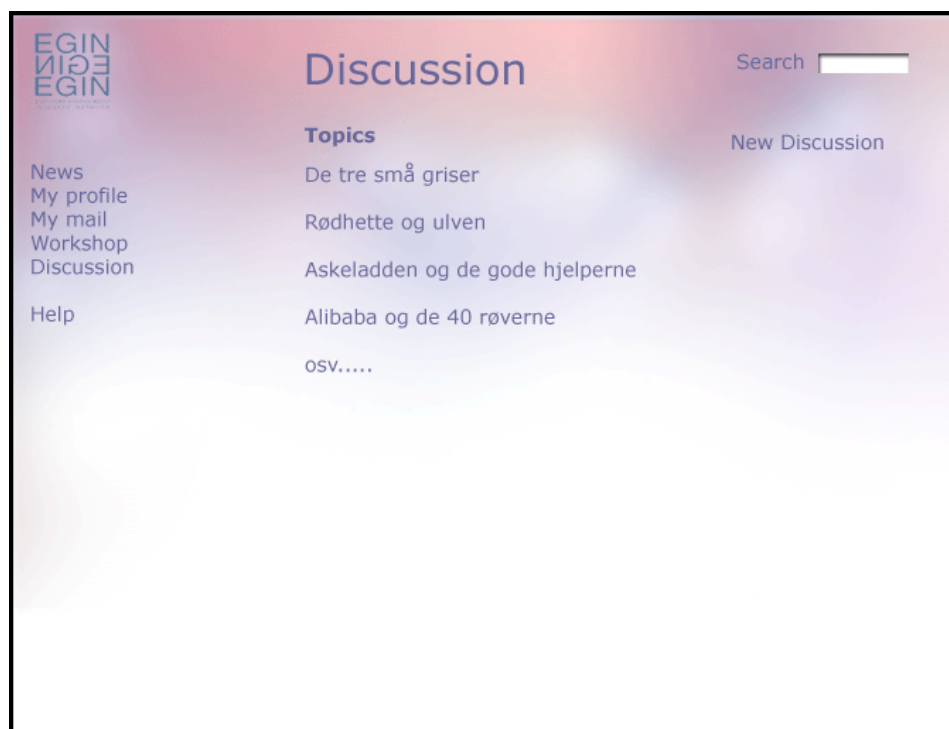 EGIN
EGIN
EGIN
Discussion
Search
Topics
New Discussion
News
My profile
My mail
Workshop
Discussion
Help
De tre små griser
Rødhette og ulven
Askeladden og de gode hjelperne
Alibaba og de 40 røverne
osv.....